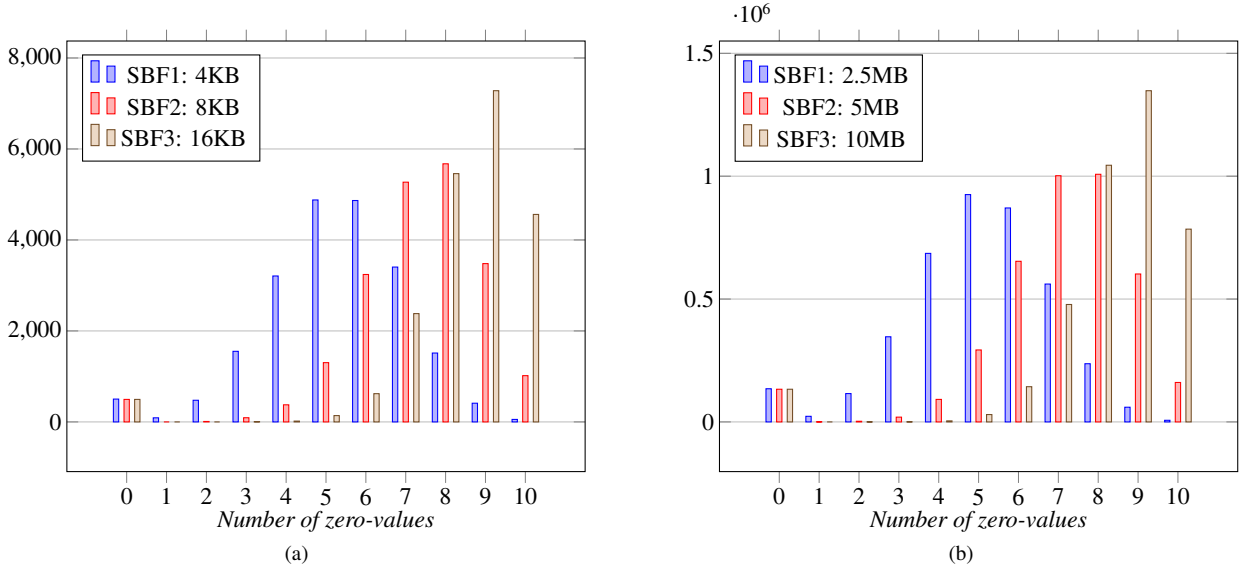 8,000
6,000
4,000
2,000
0
SBF1: 4KB
SBF2: 8KB
SBF3: 16KB
0 1 2 3 4 5 6 7 8 9 10
Number of zero-values
(a)
·10⁶
1.5
1
0.5
0
SBF1: 2.5MB
SBF2: 5MB
SBF3: 10MB
0 1 2 3 4 5 6 7 8 9 10
Number of zero-values
(b)